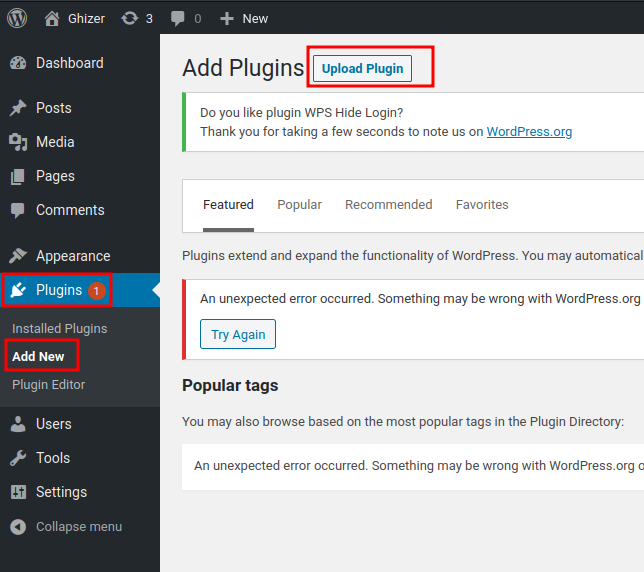 Ghizer 3 0 New
Dashboard
Posts
Media
Pages
Comments
Appearance
Plugins 1
Installed Plugins
Add New
Plugin Editor
Users
Tools
Settings
Collapse menu
Add Plugins Upload Plugin
Do you like plugin WPS Hide Login?
Thank you for taking a few seconds to note us on WordPress.org
Featured Popular Recommended Favorites
Plugins extend and expand the functionality of WordPress. You may automatical
An unexpected error occurred. Something may be wrong with WordPress.org
Try Again
Popular tags
You may also browse based on the most popular tags in the Plugin Directory:
An unexpected error occurred. Something may be wrong with WordPress.org o